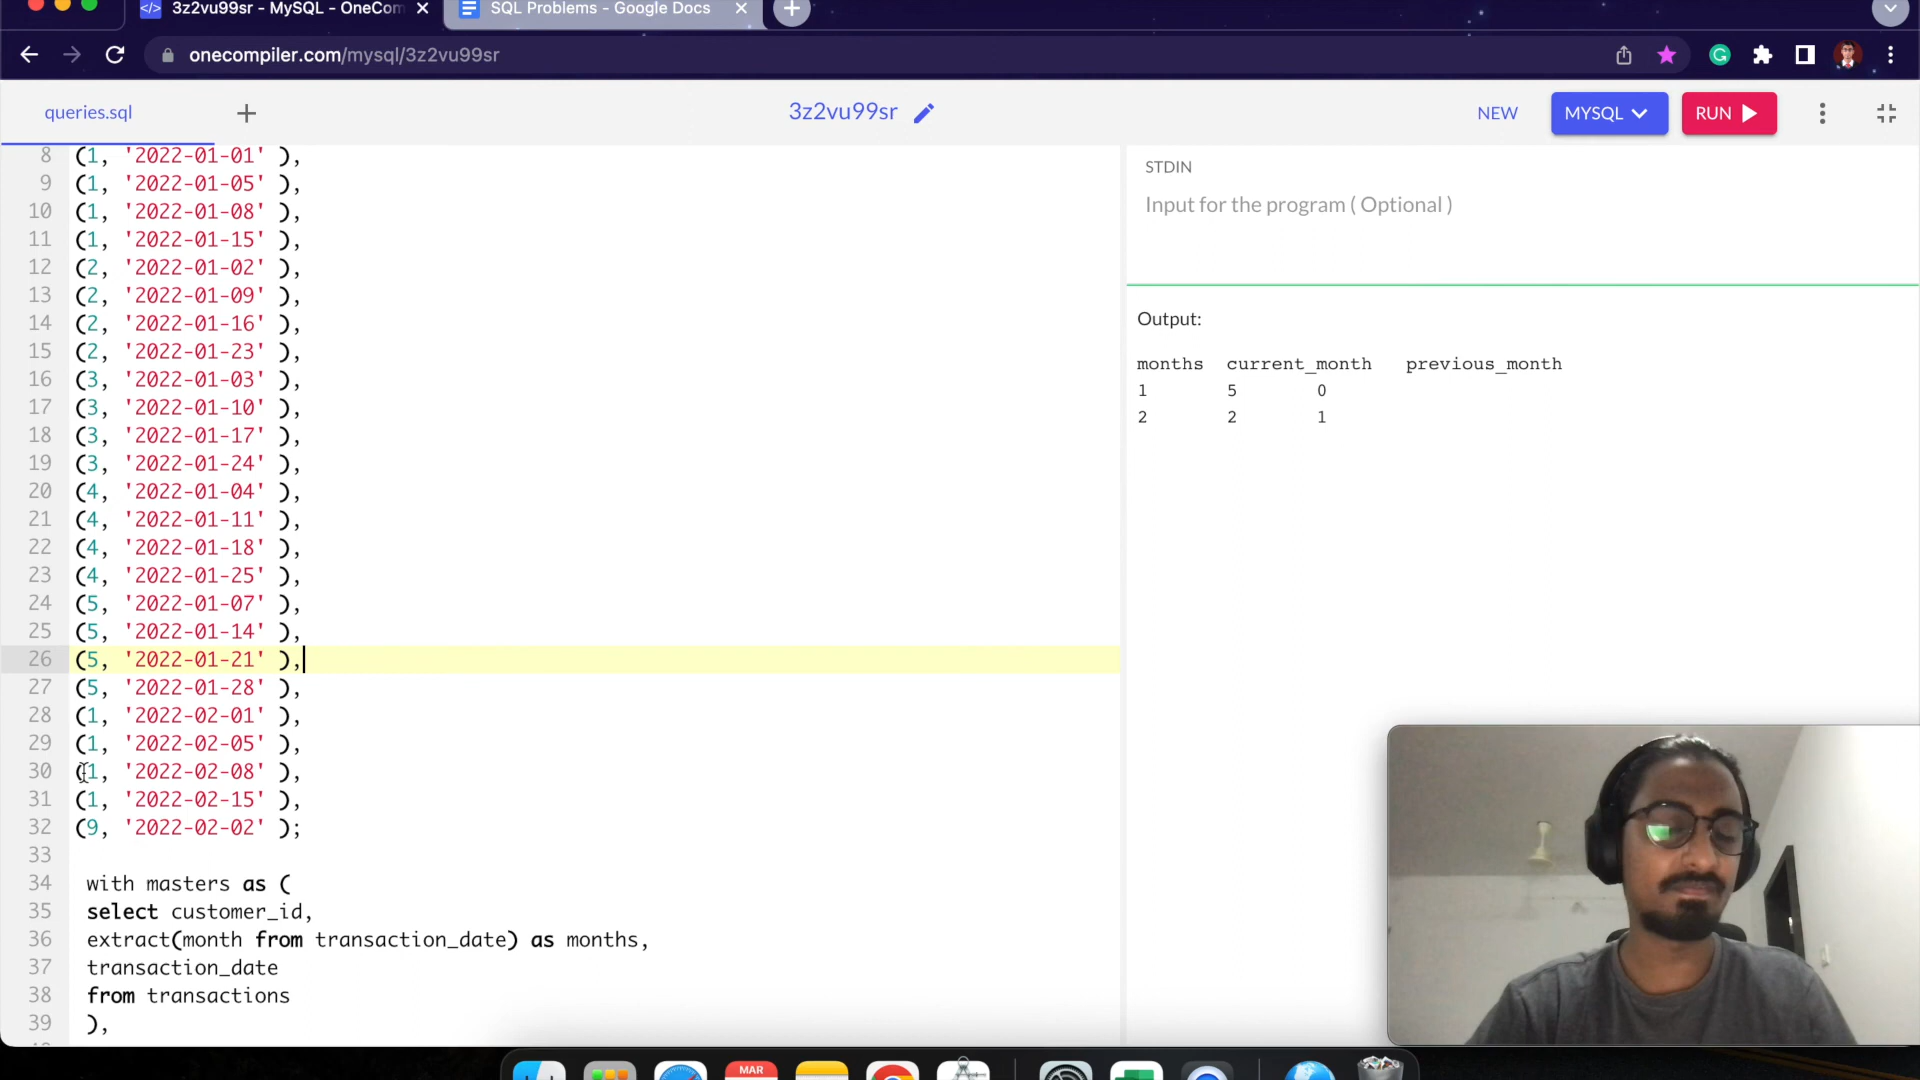 3z2vu99sr - MySQL - OneCom
SQL Problems - Google Docs
onecompiler.com/mysql/3z2vu99sr
queries.sql
3z2vu99sr
NEW
MYSQL
RUN
8 (1, '2022-01-01' ),
9 (1, '2022-01-05' ),
10 (1, '2022-01-08' ),
11 (1, '2022-01-15' ),
12 (2, '2022-01-02' ),
13 (2, '2022-01-09' ),
14 (2, '2022-01-16' ),
15 (2, '2022-01-23' ),
16 (3, '2022-01-03' ),
17 (3, '2022-01-10' ),
18 (3, '2022-01-17' ),
19 (3, '2022-01-24' ),
20 (4, '2022-01-04' ),
21 (4, '2022-01-11' ),
22 (4, '2022-01-18' ),
23 (4, '2022-01-25' ),
24 (5, '2022-01-07' ),
25 (5, '2022-01-14' ),
26 (5, '2022-01-21' ),
27 (5, '2022-01-28' ),
28 (1, '2022-02-01' ),
29 (1, '2022-02-05' ),
30 (1, '2022-02-08' ),
31 (1, '2022-02-15' ),
32 (9, '2022-02-02' );
33
34 with masters as (
35 select customer_id,
36 extract(month from transaction_date) as months,
37 transaction_date
38 from transactions
39 ),
STDIN
Input for the program ( Optional )
Output:
months current_month previous_month
1 5 0
2 2 1
MAR